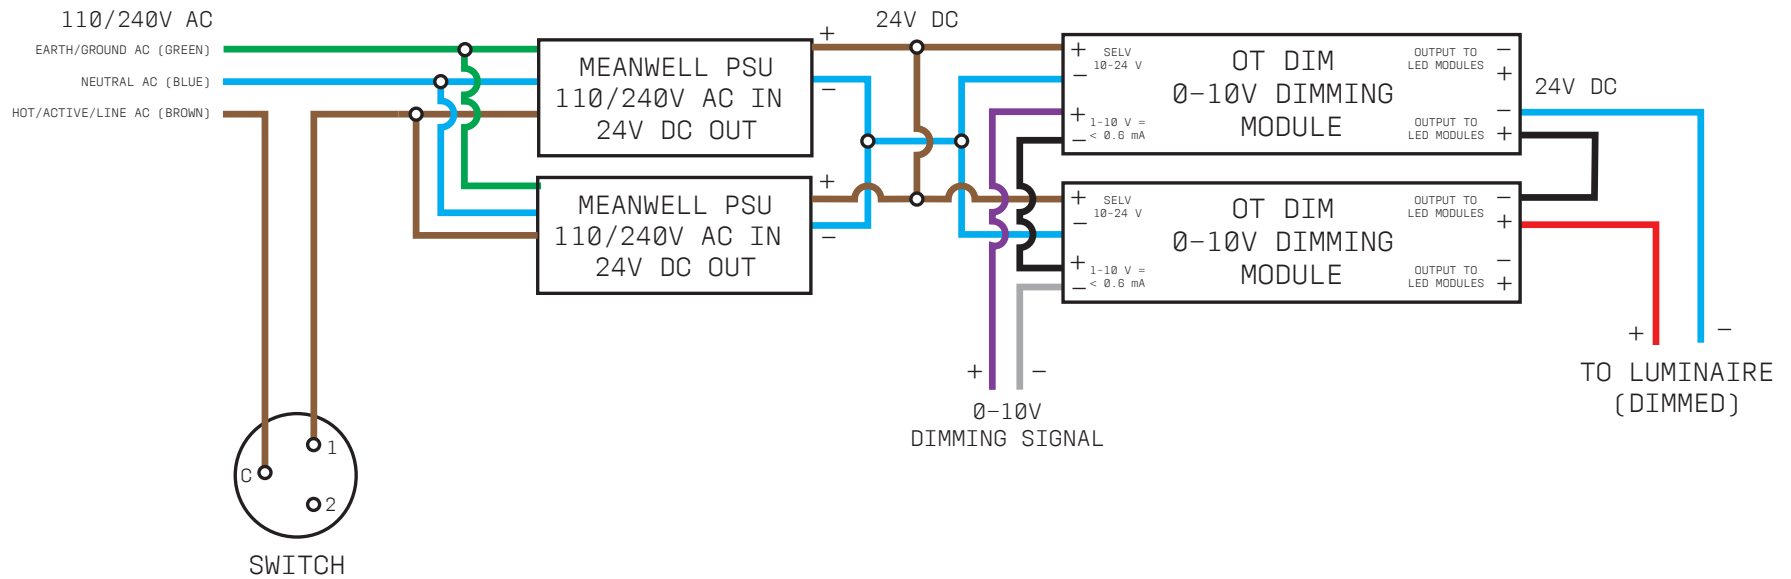 110/240V AC
EARTH/GROUND AC (GREEN)
NEUTRAL AC (BLUE)
HOT/ACTIVE/LINE AC (BROWN)
MEANWELL PSU
110/240V AC IN
24V DC OUT
+
−
MEANWELL PSU
110/240V AC IN
24V DC OUT
+
−
24V DC
+
−
SELV
10-24 V
+
−
1-10 V =
< 0.6 mA
OT DIM
0-10V DIMMING
MODULE
OUTPUT TO
LED MODULES
−
+
OUTPUT TO
LED MODULES
−
+
24V DC
+
−
SELV
10-24 V
+
−
1-10 V =
< 0.6 mA
OT DIM
0-10V DIMMING
MODULE
OUTPUT TO
LED MODULES
−
+
OUTPUT TO
LED MODULES
−
+
+ −
TO LUMINAIRE
(DIMMED)
+ −
0-10V
DIMMING SIGNAL
1
C
2
SWITCH